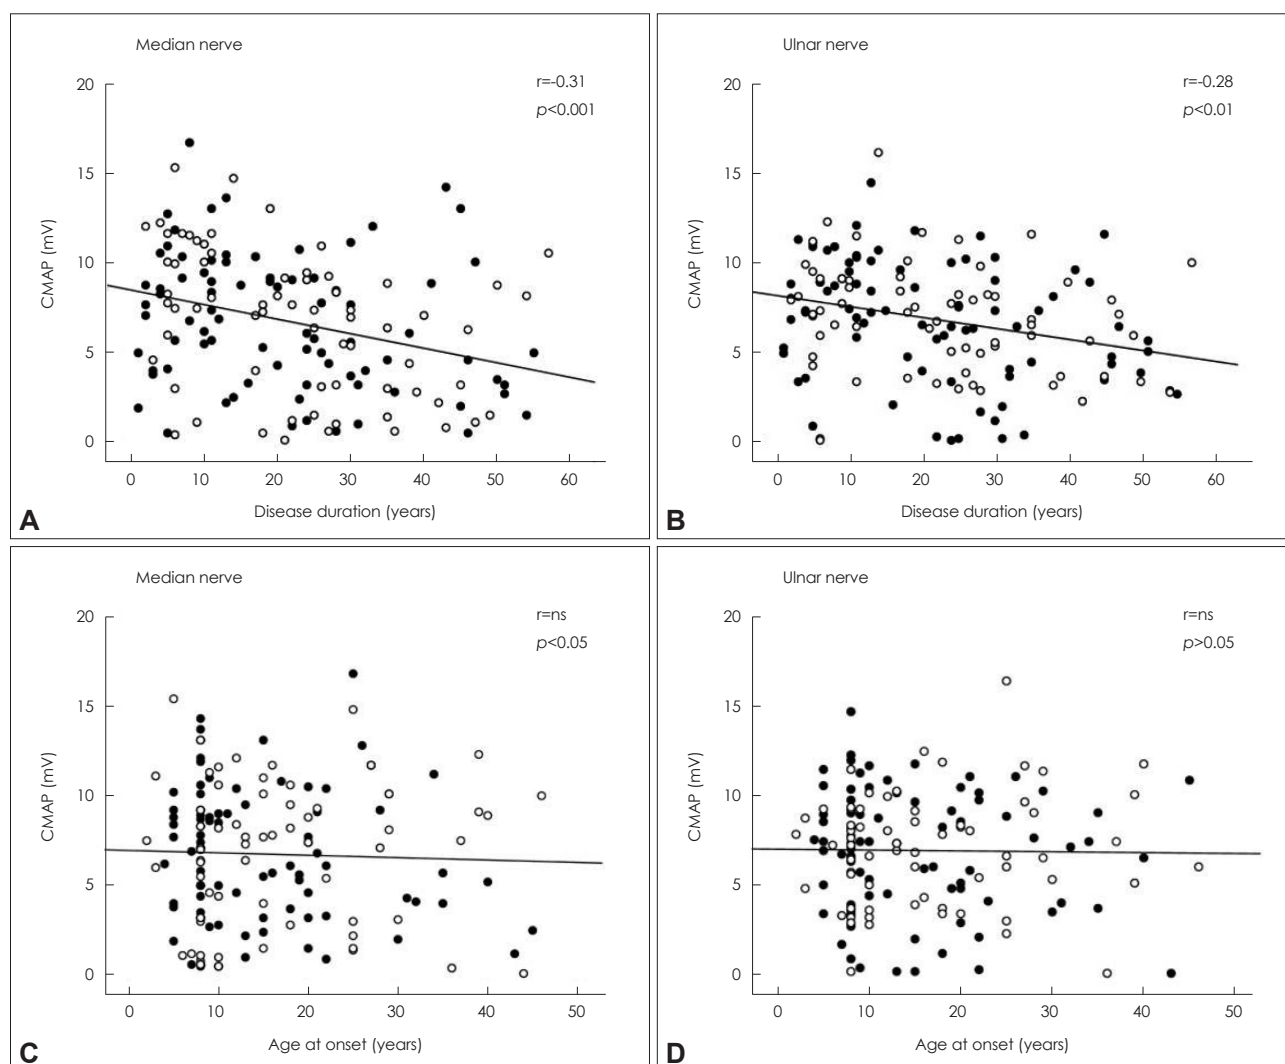 Median nerve
r=-0.31
p<0.001
20
15
10
5
0
CMAP (mV)
0 10 20 30 40 50 60
Disease duration (years)
A
Ulnar nerve
r=-0.28
p<0.01
20
15
10
5
0
CMAP (mV)
0 10 20 30 40 50 60
Disease duration (years)
B
Median nerve
r=ns
p<0.05
20
15
10
5
0
CMAP (mV)
0 10 20 30 40 50
Age at onset (years)
C
Ulnar nerve
r=ns
p>0.05
20
15
10
5
0
CMAP (mV)
0 10 20 30 40 50
Age at onset (years)
D